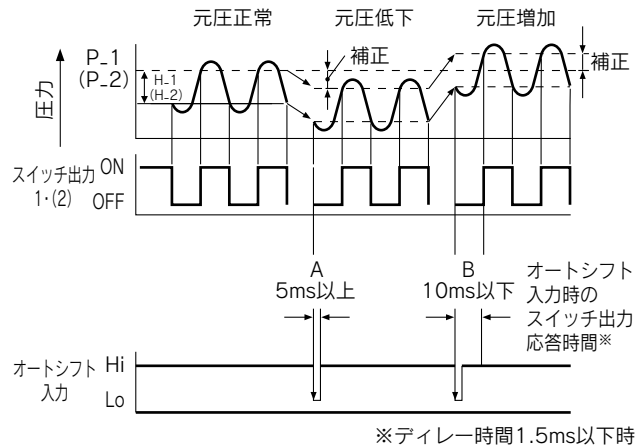 元圧正常
元圧低下
元圧増加
P_1
(P_2)
H_1
(H_2)
圧力
補正
補正
スイッチ出力
1・(2)
ON
OFF
A
5ms以上
B
10ms以下
オートシフト
入力時の
スイッチ出力
応答時間※
オートシフト
入力
Hi
Lo
※ディレー時間1.5ms以下時